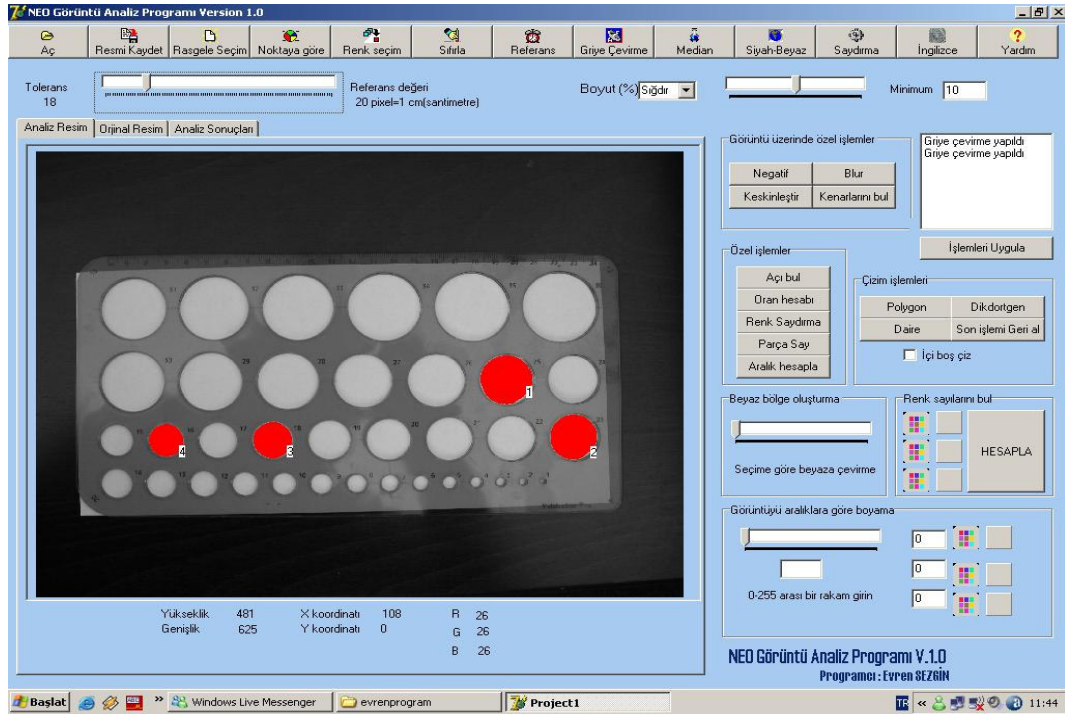 NEO Görüntü Analiz Programı Version 1.0
Aç
Resmi Kaydet
Rasgele Seçim
Noktaya göre
Renk seçim
Sıfırla
Referans
Griye Çevirme
Median
Siyah-Beyaz
Saydırma
İngilizce
Yardım
Tolerans
18
Referans değeri
20 pixel=1 cm(santimetre)
Boyut (%)
Sığdır
Minimum
10
Analiz Resim
Orjinal Resim
Analiz Sonuçları
1
2
3
4
Yükseklik 481 X koordinatı 108 R 26
Genişlik 625 Y koordinatı 0 G 26
B 26
Görüntü üzerinde özel işlemler
Negatif
Blur
Keskinleştir
Kenarlarını bul
Griye çevirme yapıldı
Griye çevirme yapıldı
İşlemleri Uygula
Özel işlemler
Açı bul
Oran hesabı
Renk Saydırma
Parça Say
Aralık hesapla
Çizim işlemleri
Polygon
Dikdortgen
Daire
Son işlemi Geri al
İçi boş çiz
Beyaz bölge oluşturma
Seçime göre beyaza çevirme
Renk sayılarını bul
HESAPLA
Görüntüyü aralıklara göre boyama
0-255 arası bir rakam girin
0
0
0
NEO Görüntü Analiz Programı V.1.0
Programcı : Evren SEZGİN
Başlat
»
Windows Live Messenger
evrenprogram
Project1
TR
«
11:44